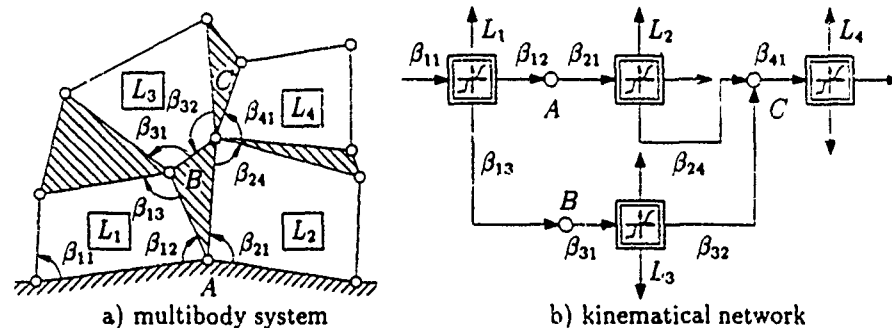 C
L₃
β₃₂
β₄₁
L₄
β₃₁
B
β₂₄
β₁₃
L₁
β₁₂
β₂₁
L₂
β₁₁
A
a) multibody system
L₁
L₂
L₄
β₁₁
β₁₂
β₂₁
β₄₁
A
C
β₁₃
β₂₄
B
β₃₁
β₃₂
L₃
b) kinematical network